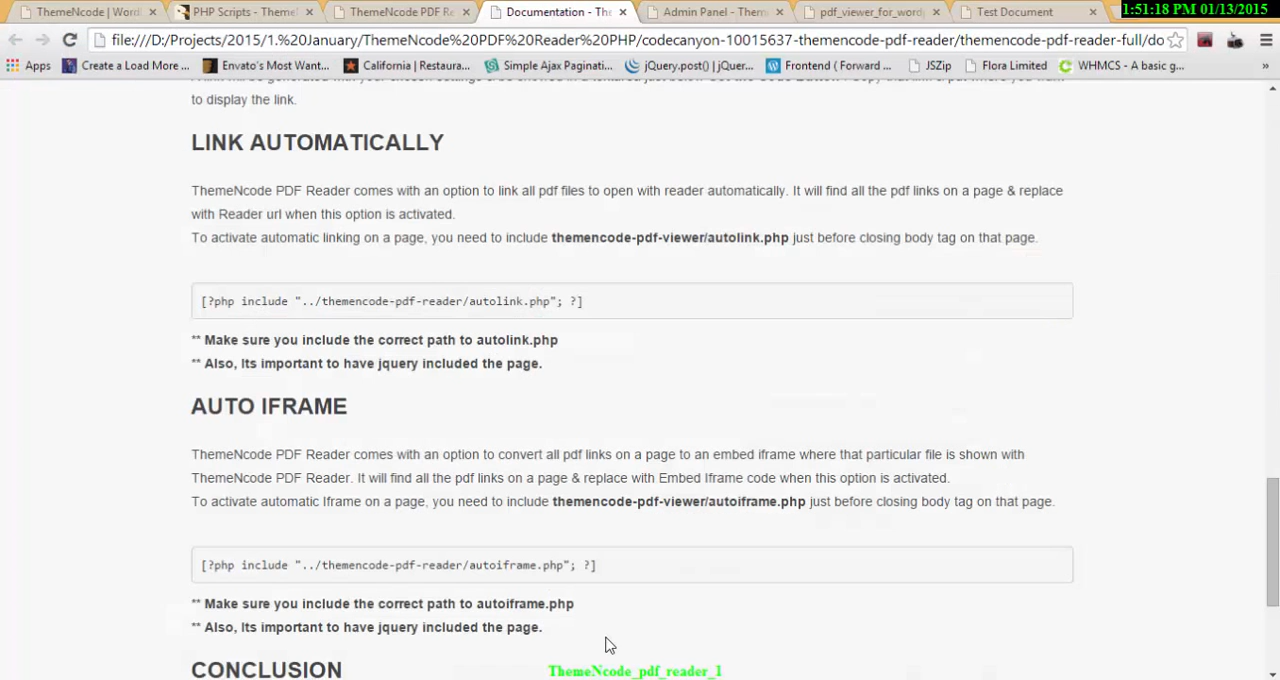 ThemeNcode | Word
PHP Scripts - Themel
ThemeNcode PDF Re
Documentation - The
Admin Panel - Theme
pdf_viewer_for_wordp
Test Document
1:51:18 PM 01/13/2015
file:///D:/Projects/2015/1.%20January/ThemeNcode%20PDF%20Reader%20PHP/codecanyon-10015637-themencode-pdf-reader/themencode-pdf-reader-full/do
Apps
Create a Load More ...
Envato's Most Want...
California | Restaura...
Simple Ajax Paginati...
jQuery.post() | jQuer...
Frontend ( Forward ...
JSZip
Flora Limited
WHMCS - A basic g...
»
to display the link.
LINK AUTOMATICALLY
ThemeNcode PDF Reader comes with an option to link all pdf files to open with reader automatically. It will find all the pdf links on a page & replace
with Reader url when this option is activated.
To activate automatic linking on a page, you need to include themencode-pdf-viewer/autolink.php just before closing body tag on that page.
[?php include "../themencode-pdf-reader/autolink.php"; ?]
** Make sure you include the correct path to autolink.php
** Also, Its important to have jquery included the page.
AUTO IFRAME
ThemeNcode PDF Reader comes with an option to convert all pdf links on a page to an embed iframe where that particular file is shown with
ThemeNcode PDF Reader. It will find all the pdf links on a page & replace with Embed Iframe code when this option is activated.
To activate automatic Iframe on a page, you need to include themencode-pdf-viewer/autoiframe.php just before closing body tag on that page.
[?php include "../themencode-pdf-reader/autoiframe.php"; ?]
** Make sure you include the correct path to autoiframe.php
** Also, Its important to have jquery included the page.
CONCLUSION
ThemeNcode_pdf_reader_1